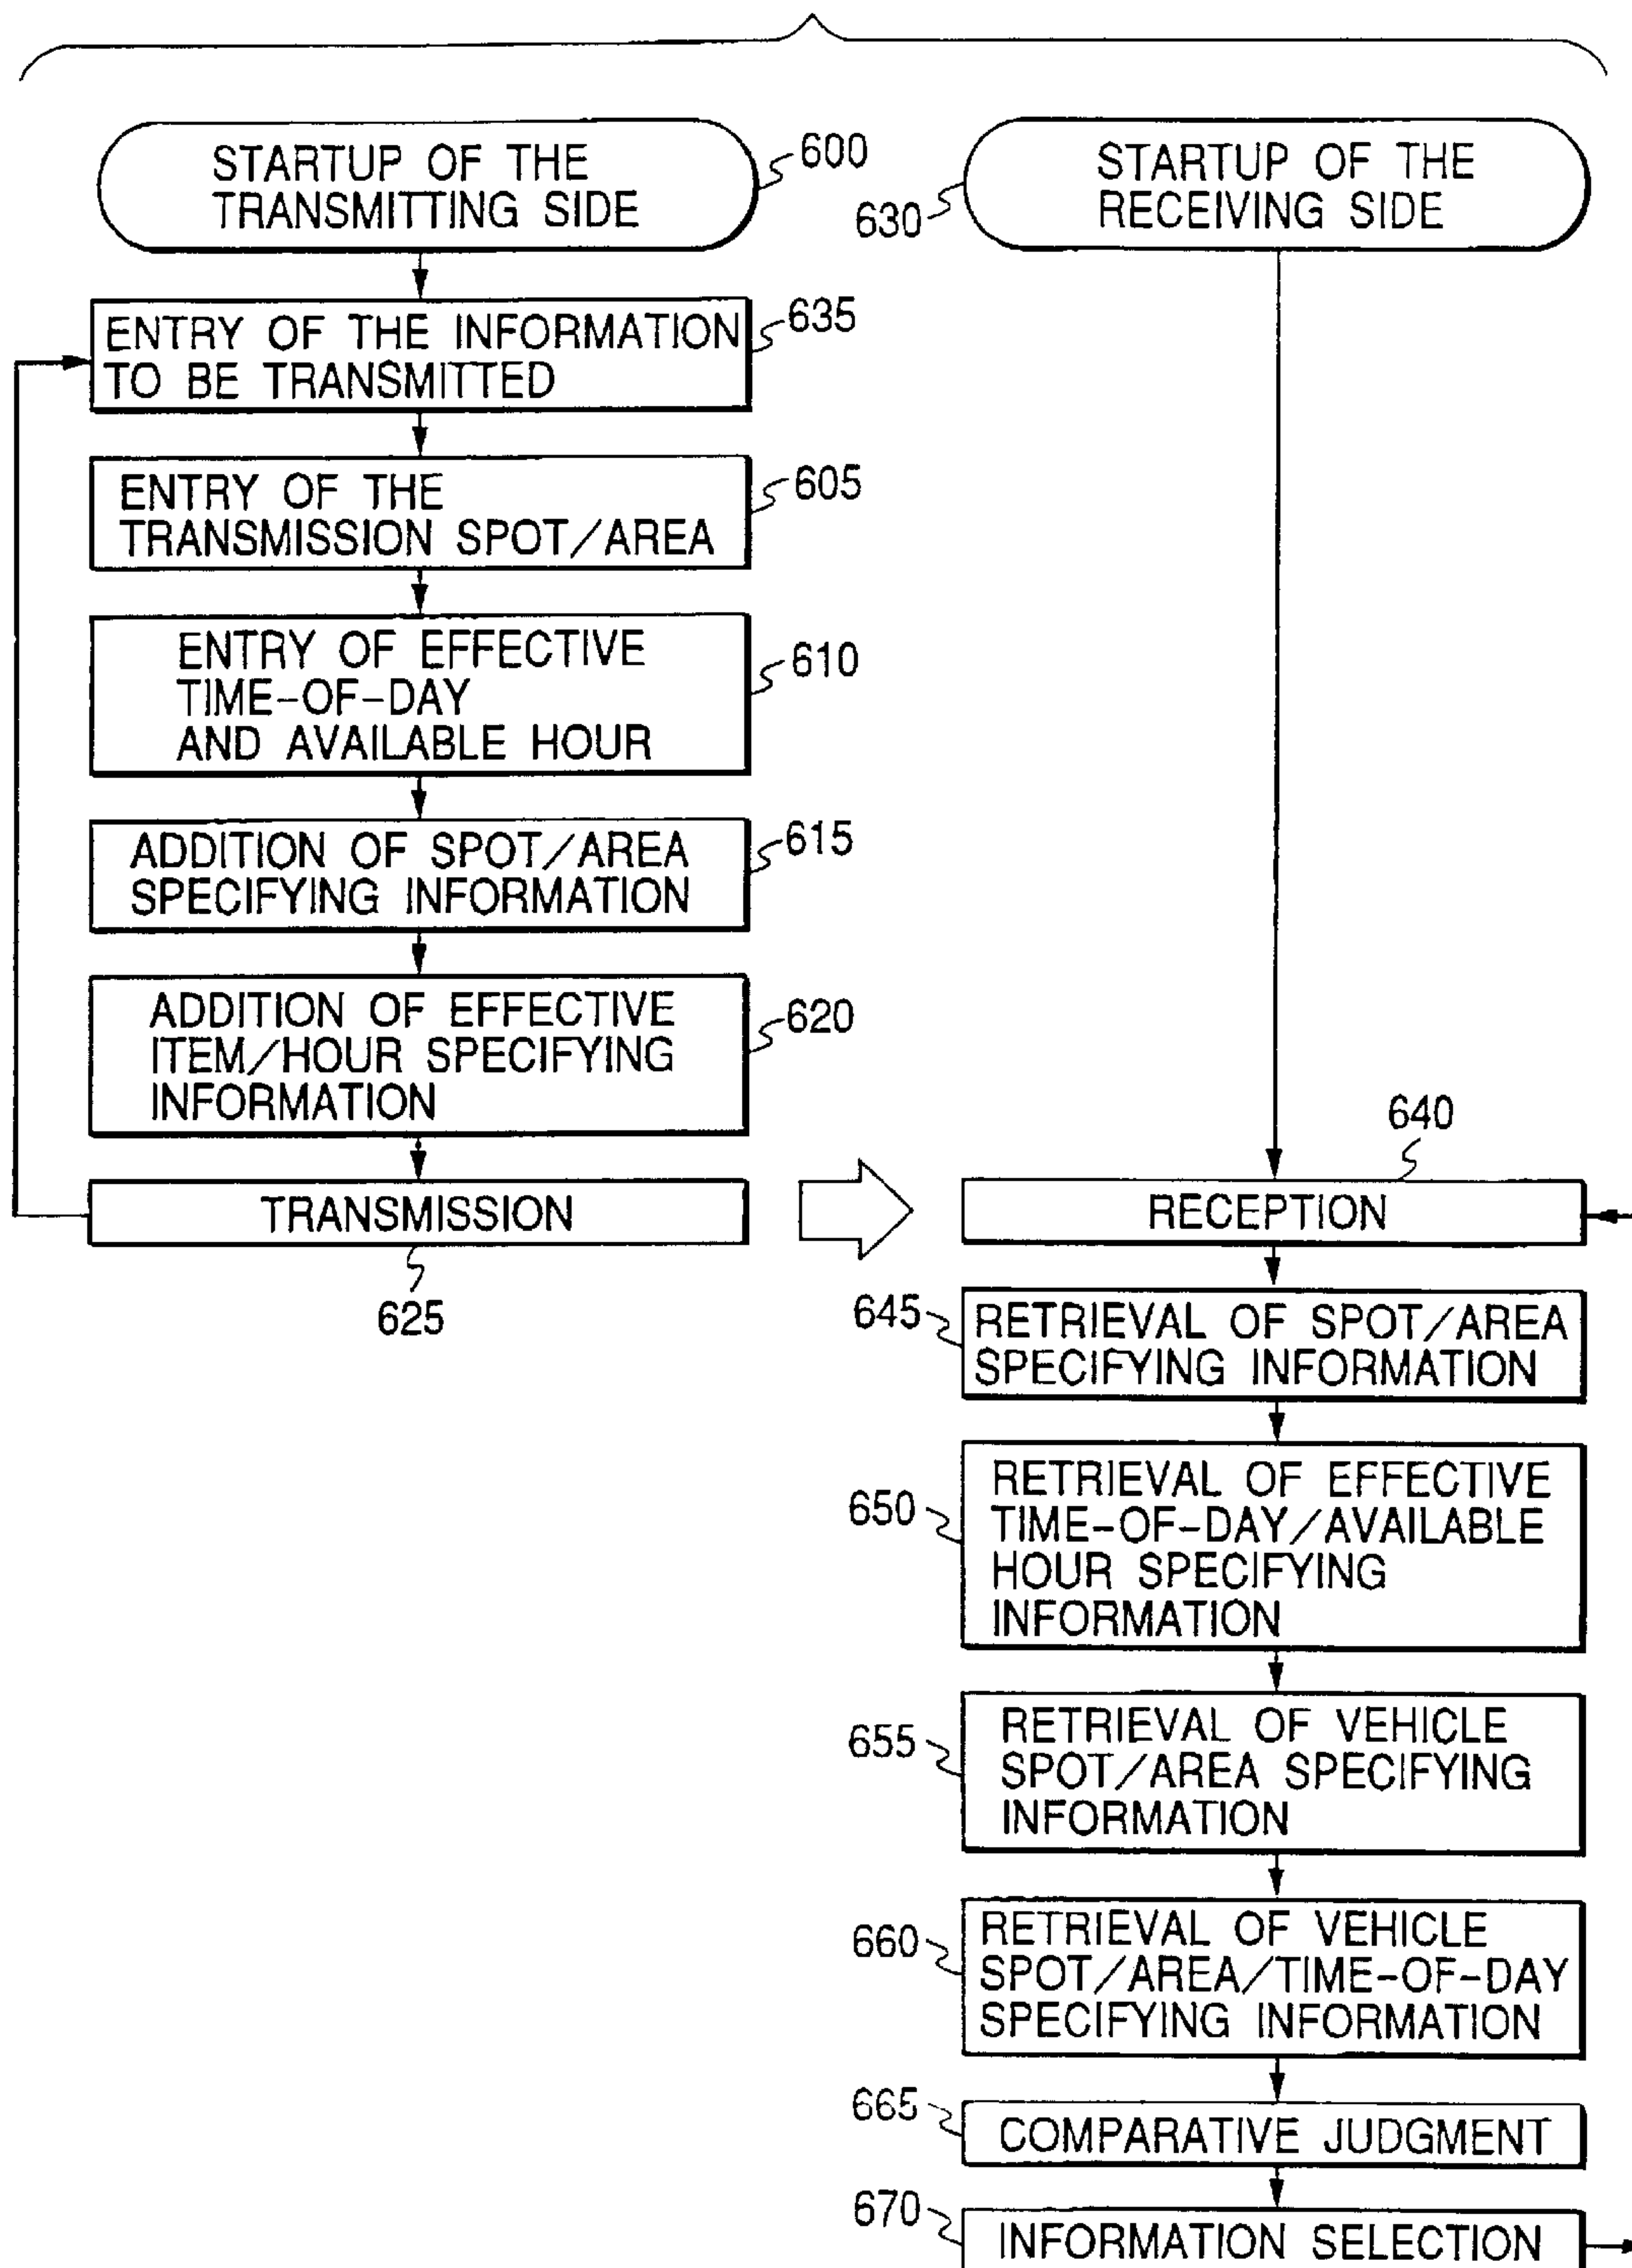 STARTUP OF THE
TRANSMITTING SIDE
600
ENTRY OF THE INFORMATION
TO BE TRANSMITTED
635
ENTRY OF THE
TRANSMISSION SPOT/AREA
605
ENTRY OF EFFECTIVE
TIME-OF-DAY
AND AVAILABLE HOUR
610
ADDITION OF SPOT/AREA
SPECIFYING INFORMATION
615
ADDITION OF EFFECTIVE
ITEM/HOUR SPECIFYING
INFORMATION
620
TRANSMISSION
625
STARTUP OF THE
RECEIVING SIDE
630
640
RECEPTION
645
RETRIEVAL OF SPOT/AREA
SPECIFYING INFORMATION
650
RETRIEVAL OF EFFECTIVE
TIME-OF-DAY/AVAILABLE
HOUR SPECIFYING
INFORMATION
655
RETRIEVAL OF VEHICLE
SPOT/AREA SPECIFYING
INFORMATION
660
RETRIEVAL OF VEHICLE
SPOT/AREA/TIME-OF-DAY
SPECIFYING INFORMATION
665
COMPARATIVE JUDGMENT
670
INFORMATION SELECTION